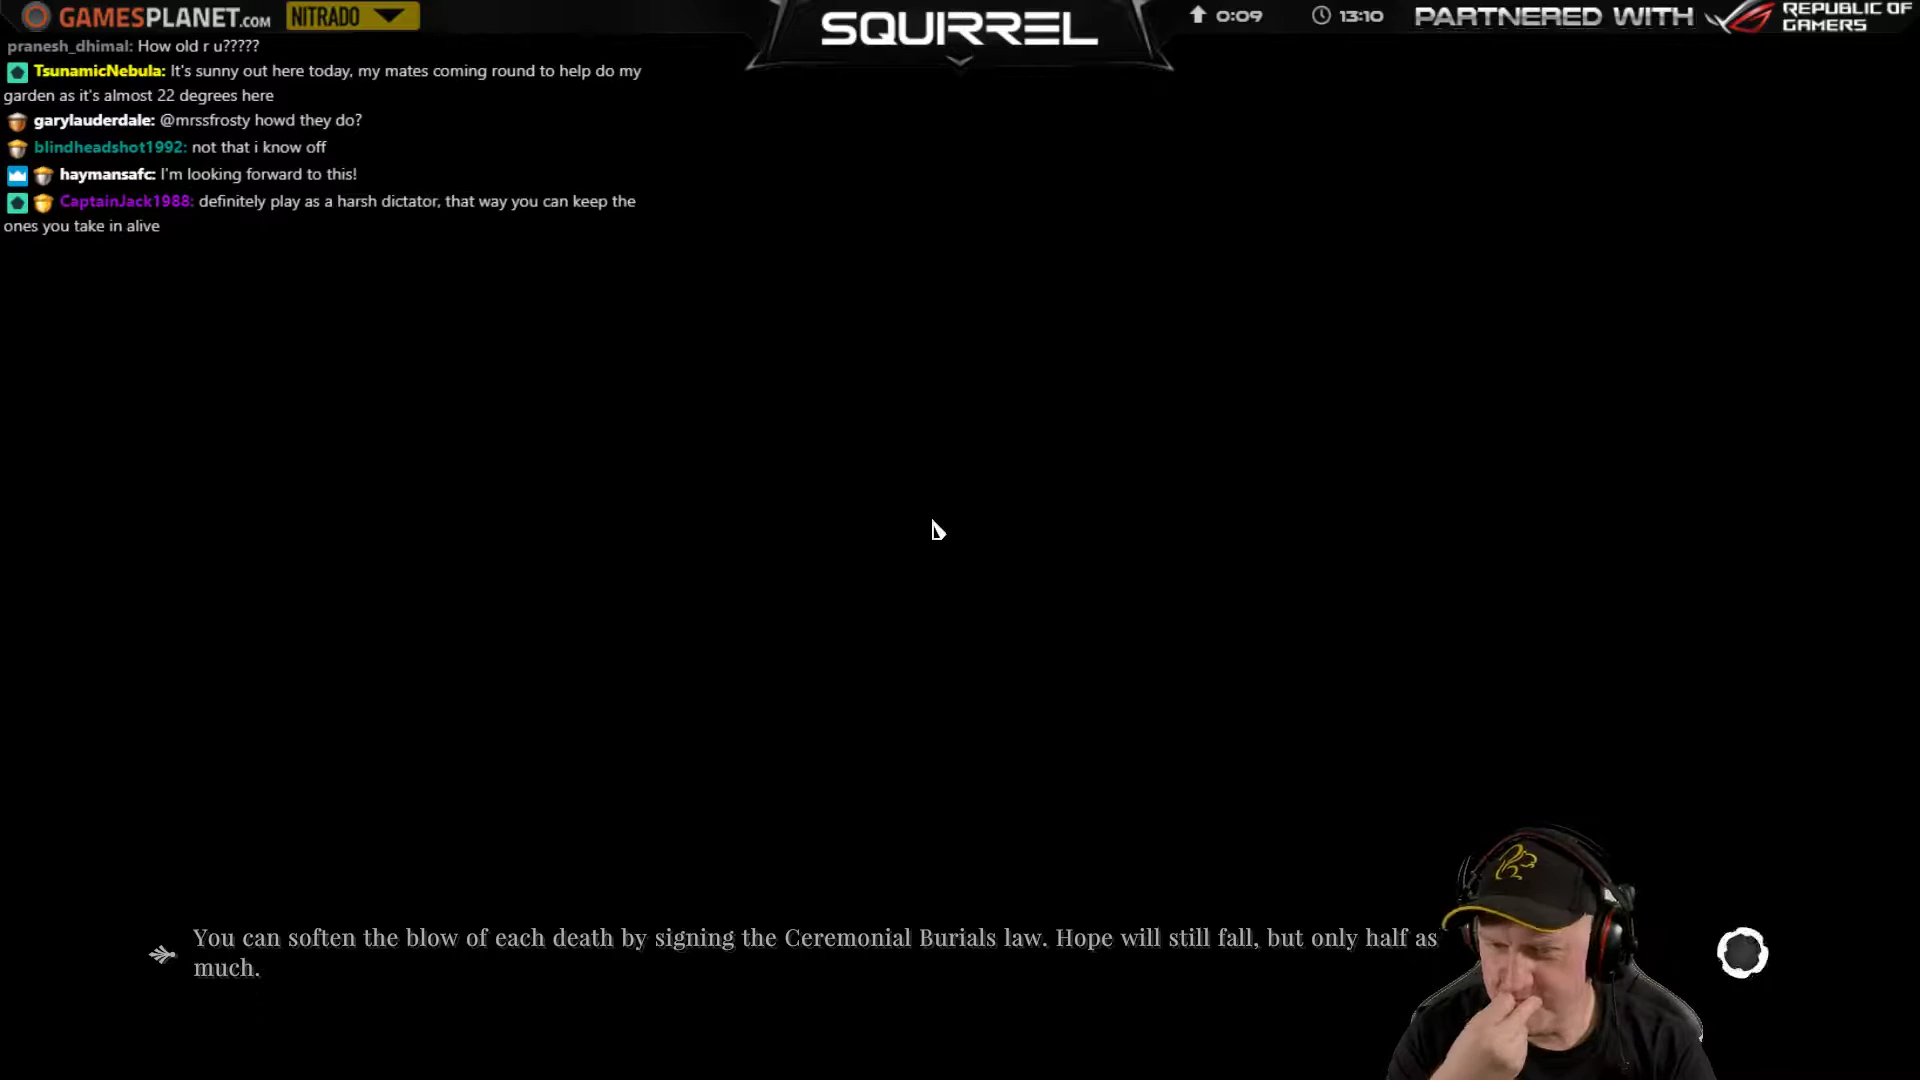 GAMESPLANET.COM NITRADO
SQUIRREL
0:09 13:10 PARTNERED WITH REPUBLIC OF
GAMERS
pranesh_dhimal: How old r u?????
TsunamicNebula: It's sunny out here today, my mates coming round to help do my
garden as it's almost 22 degrees here
garylauderdale: @mrssfrosty howd they do?
blindheadshot1992: not that i know off
haymansafc: I'm looking forward to this!
CaptainJack1988: definitely play as a harsh dictator, that way you can keep the
ones you take in alive
You can soften the blow of each death by signing the Ceremonial Burials law. Hope will still fall, but only half as
much.